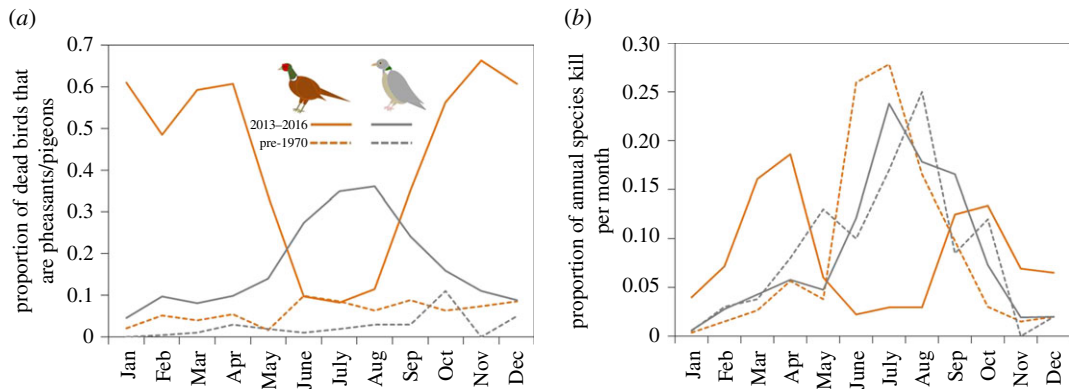 (a)
(b)
proportion of dead birds that
are pheasants/pigeons
0.7
0.6
0.5
0.4
0.3
0.2
0.1
0
2013–2016
pre-1970
Jan
Feb
Mar
Apr
May
June
July
Aug
Sep
Oct
Nov
Dec
proportion of annual species kill
per month
0.30
0.25
0.20
0.15
0.10
0.05
0
Jan
Feb
Mar
Apr
May
June
July
Aug
Sep
Oct
Nov
Dec